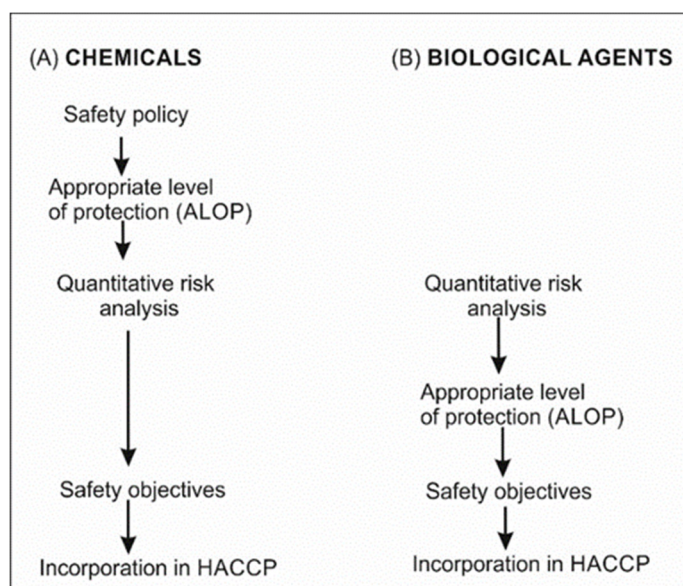 (A) CHEMICALS
Safety policy
Appropriate level
of protection (ALOP)
Quantitative risk
analysis
Safety objectives
Incorporation in HACCP
(B) BIOLOGICAL AGENTS
Quantitative risk
analysis
Appropriate level
of protection (ALOP)
Safety objectives
Incorporation in HACCP